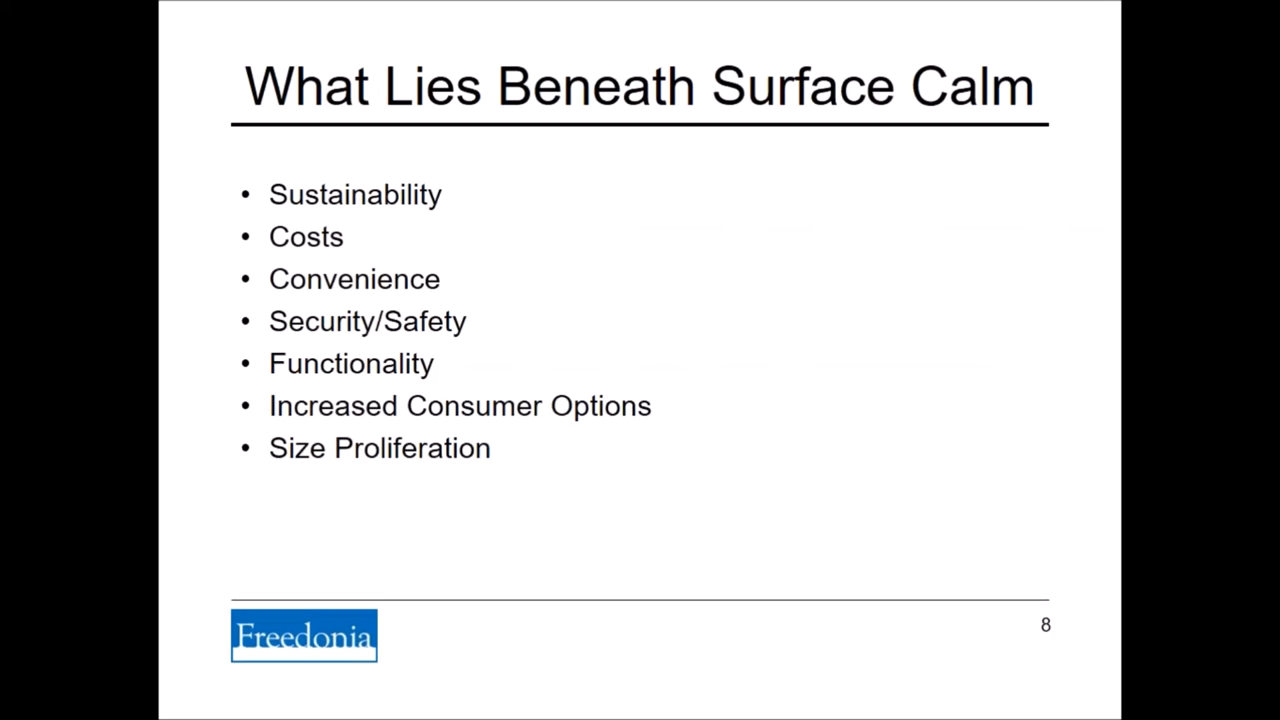 What Lies Beneath Surface Calm
• Sustainability
• Costs
• Convenience
• Security/Safety
• Functionality
• Increased Consumer Options
• Size Proliferation
Freedonia
8